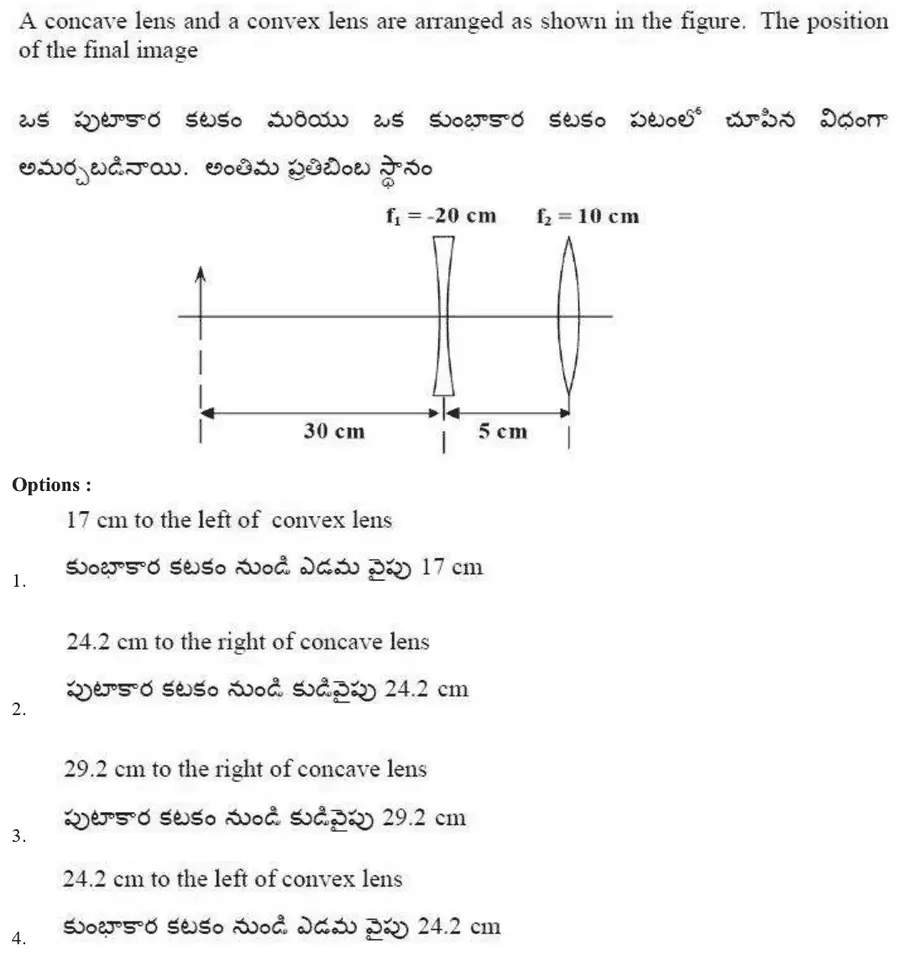 A concave lens and a convex lens are arranged as shown in the figure. The position
of the final image
ఒక పుటాకార కటకం మరియు ఒక కుంభాకార కటకం పటంలో చూపిన విధంగా
అమర్చబడినాయి. అంతిమ ప్రతిబింబ స్థానం
f₁ = -20 cm f₂ = 10 cm
30 cm 5 cm
Options :
17 cm to the left of convex lens
1. కుంభాకార కటకం నుండి ఎడమ వైపు 17 cm
24.2 cm to the right of concave lens
2. పుటాకార కటకం నుండి కుడివైపు 24.2 cm
29.2 cm to the right of concave lens
3. పుటాకార కటకం నుండి కుడివైపు 29.2 cm
24.2 cm to the left of convex lens
4. కుంభాకార కటకం నుండి ఎడమ వైపు 24.2 cm